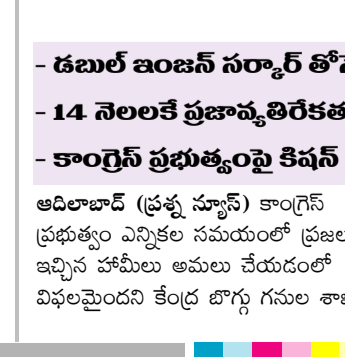 - డబుల్ ఇంజన్ సర్కార్
- 14 నెలలకే ప్రజావ్యతిరేకత
- కాంగ్రెస్ ప్రభుత్వంపై కిషన్
ఆదిలాబాద్ (ప్రశ్న న్యూస్) కాంగ్రెస్
ప్రభుత్వం ఎన్నికల సమయంలో
ఇచ్చిన హామీలు అమలు చేయడంలో
విఫలమైందని కేంద్ర బొగ్గు గనుల